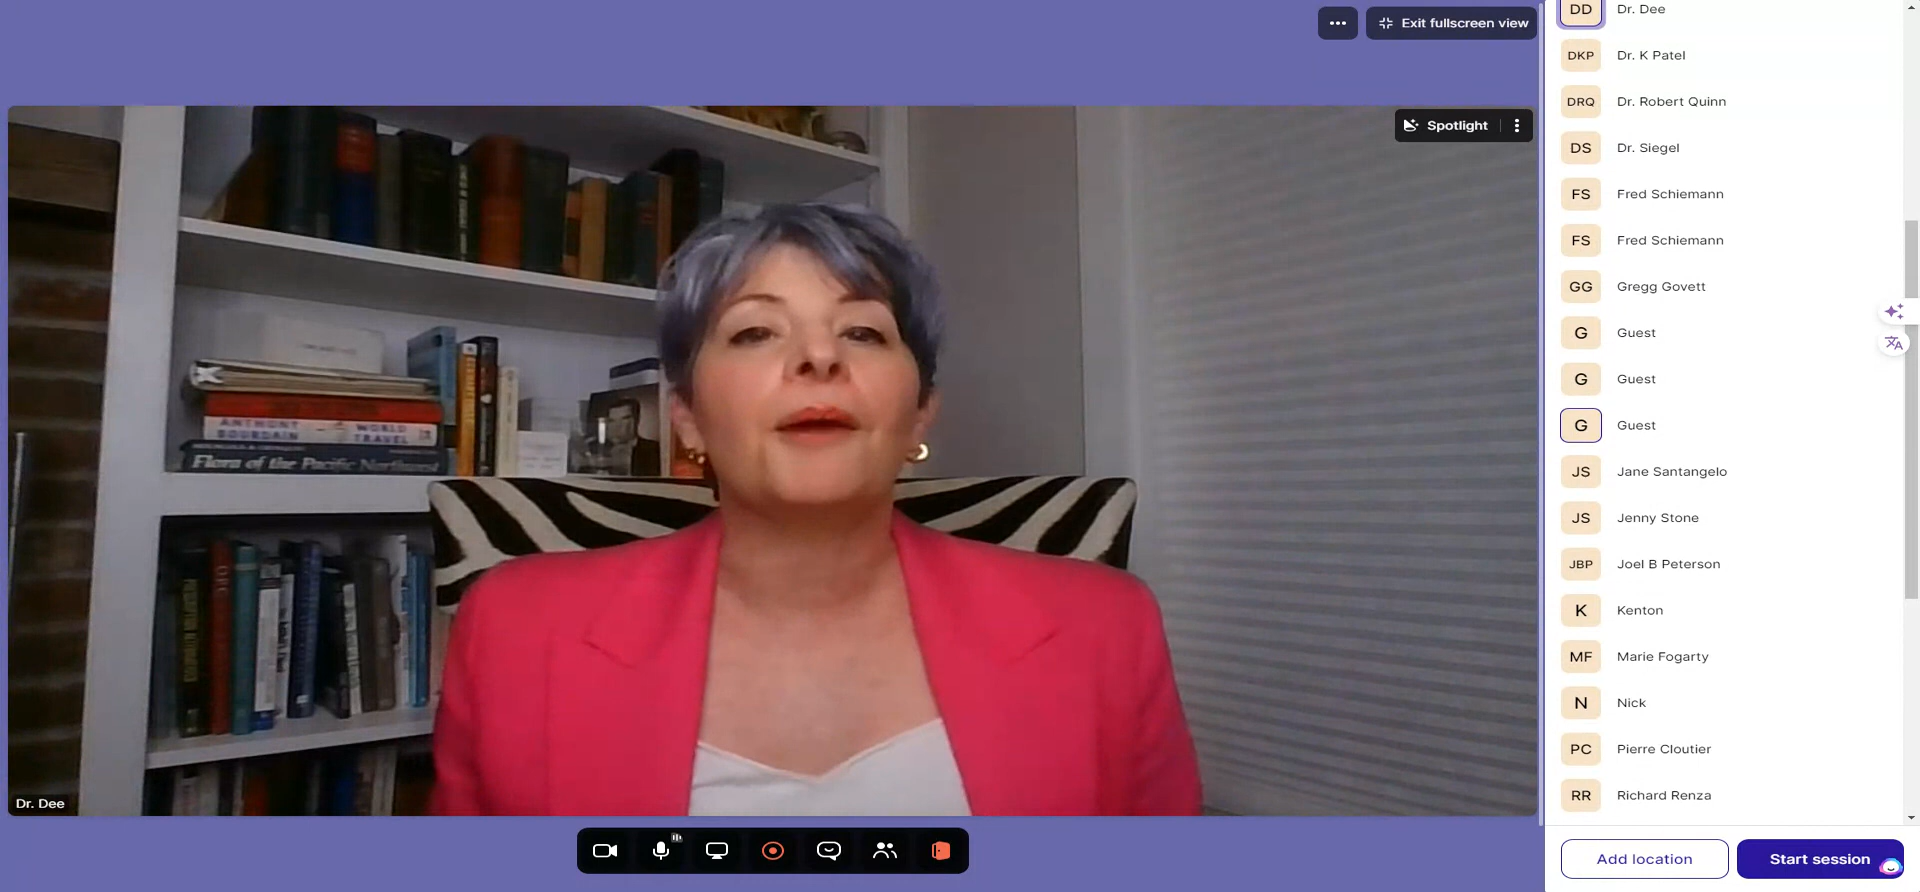 Exit fullscreen view
Spotlight
ANTHONY WORLD
BOURDAIN TRAVEL
Flora of the Pacific Northwest
Dr. Dee
DD Dr. Dee
DKP Dr. K Patel
DRQ Dr. Robert Quinn
DS Dr. Siegel
FS Fred Schiemann
FS Fred Schiemann
GG Gregg Govett
G Guest
G Guest
G Guest
JS Jane Santangelo
JS Jenny Stone
JBP Joel B Peterson
K Kenton
MF Marie Fogarty
N Nick
PC Pierre Cloutier
RR Richard Renza
Add location
Start session